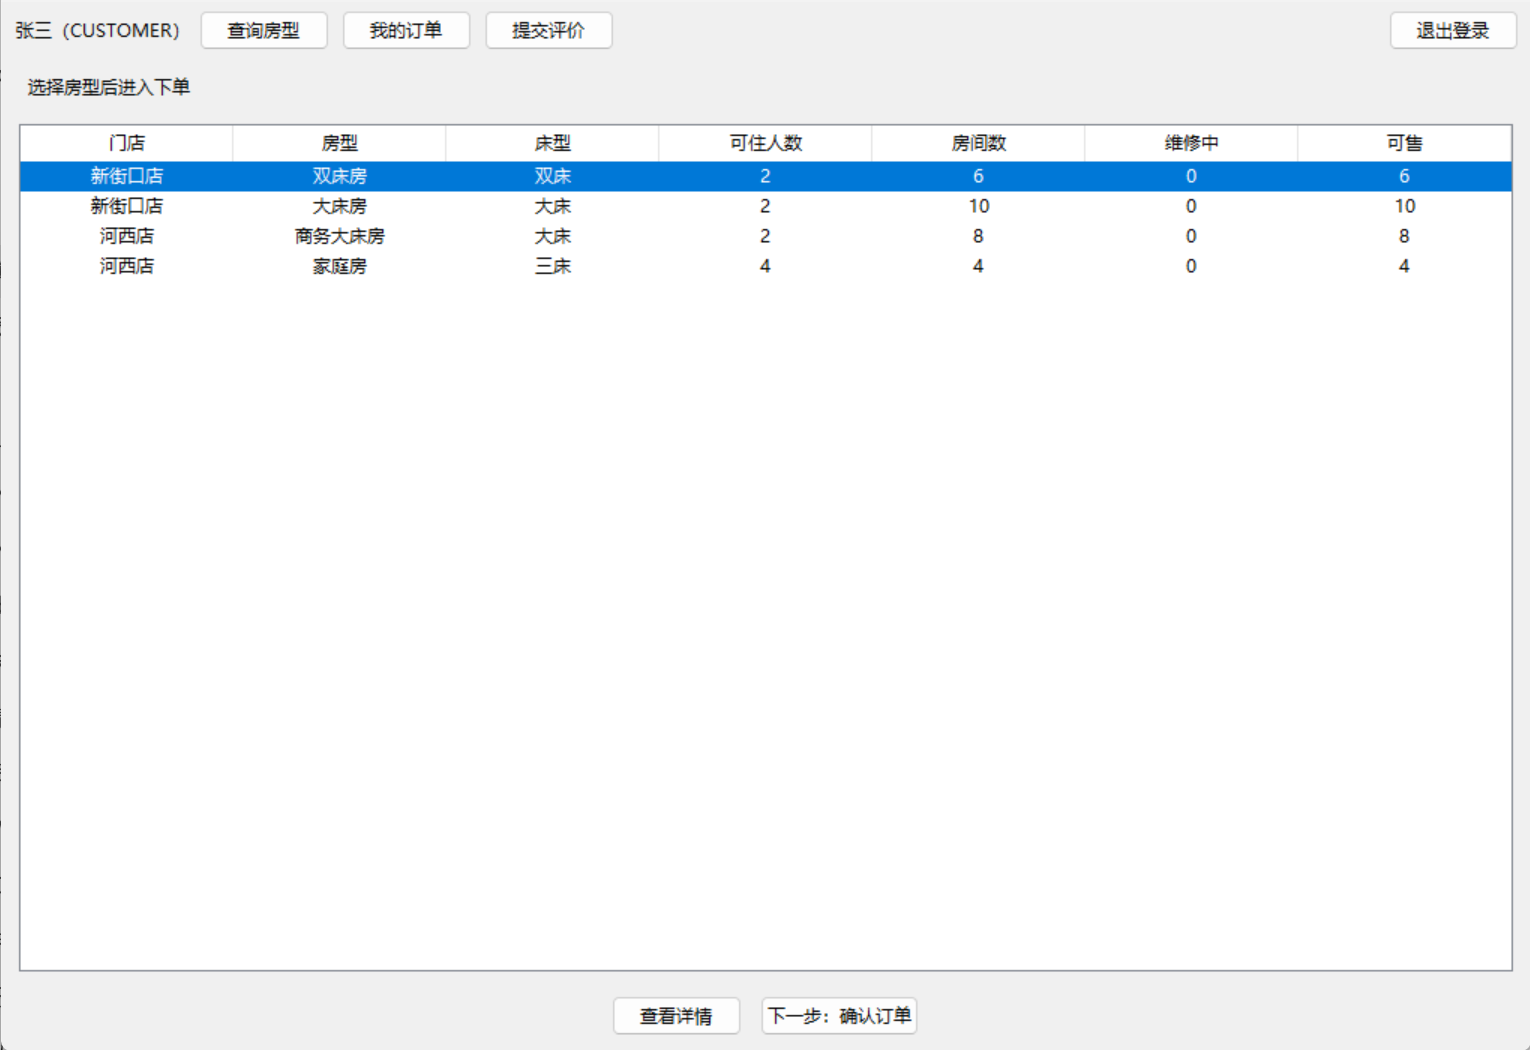 张三（CUSTOMER） 查询房型 我的订单 提交评价 退出登录
选择房型后进入下单
门店 房型 床型 可住人数 房间数 维修中 可售
新街口店 双床房 双床 2 6 0 6
新街口店 大床房 大床 2 10 0 10
河西店 商务大床房 大床 2 8 0 8
河西店 家庭房 三床 4 4 0 4
查看详情 下一步：确认订单